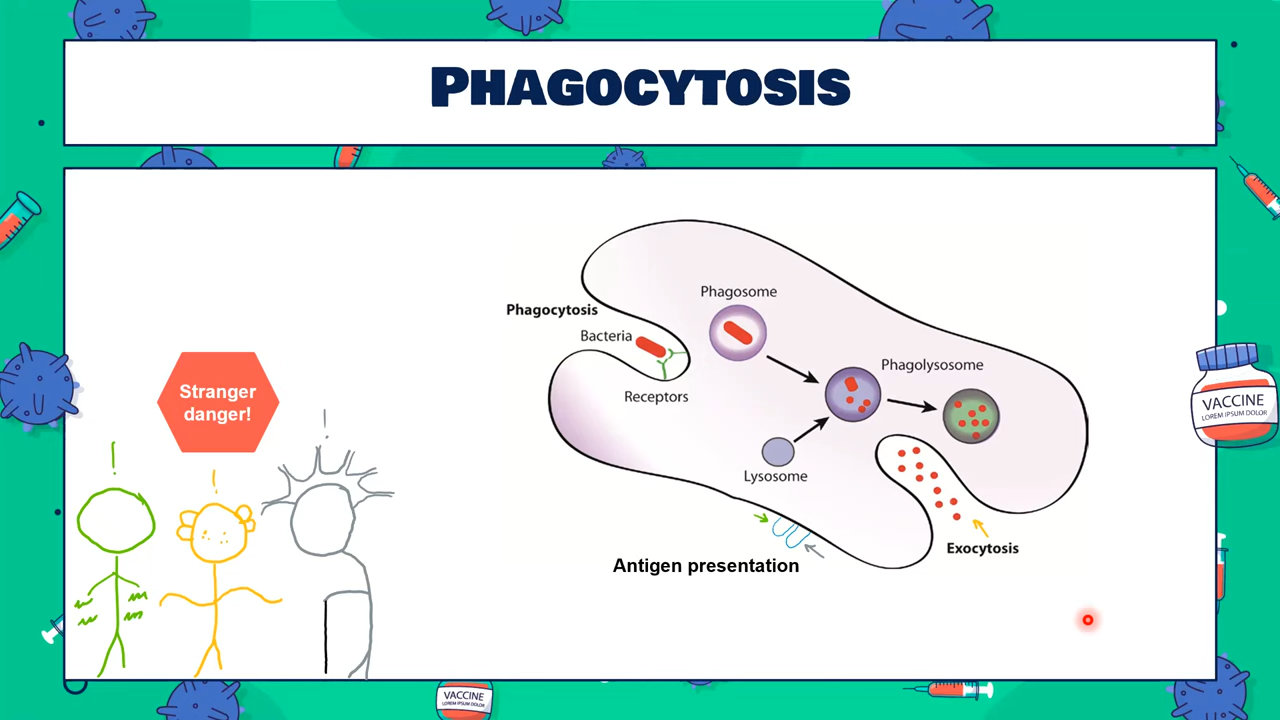 PHAGOCYTOSIS
Phagosome
Phagocytosis
Bacteria
Phagolysosome
Receptors
Lysosome
Exocytosis
Antigen presentation
Stranger
danger!
!
!
!
VACCINE
LOREM IPSUM DOLOR
VACCINE
LOREM IPSUM DOLOR